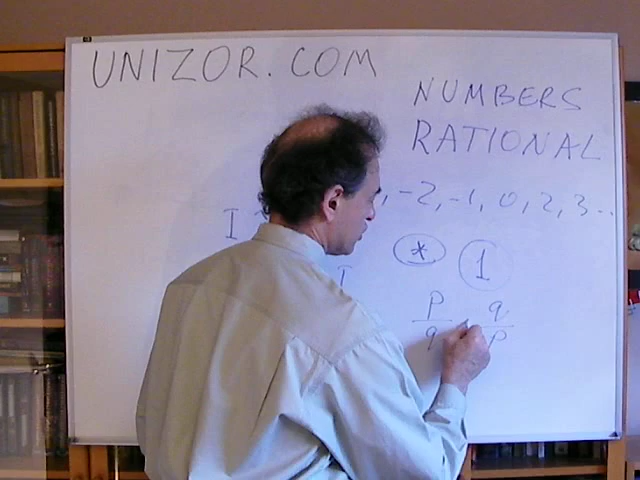 UNIZOR.COM
NUMBERS
RATIONAL
, -2, -1, 0, 2, 3...
I
* 1
I
p q
q p